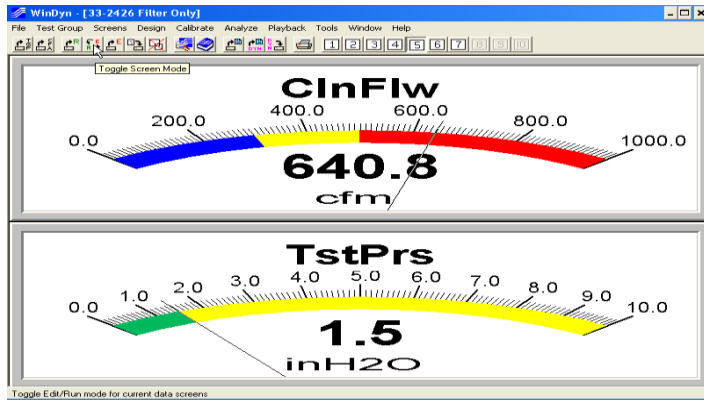 WinDyn - [33-2426 Filter Only]
File Test Group Screens Design Calibrate Analyze Playback Tools Window Help
1 2 3 4 5 6 7 8 9 10
Toggle Screen Mode
ClnFlw
0.0 200.0 400.0 600.0 800.0 1000.0
640.8
cfm
TstPrs
0.0 1.0 2.0 3.0 4.0 5.0 6.0 7.0 8.0 9.0 10.0
1.5
inH2O
Toggle Edit/Run mode for current data screens